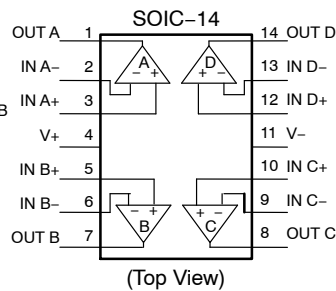 SOIC−14
OUT A 1 14 OUT D
IN A− 2 A D 13 IN D−
− + + −
B IN A+ 3 12 IN D+
V+ 4 11 V−
IN B+ 5 10 IN C+
IN B− 6 − + + − 9 IN C−
B C
OUT B 7 8 OUT C
(Top View)